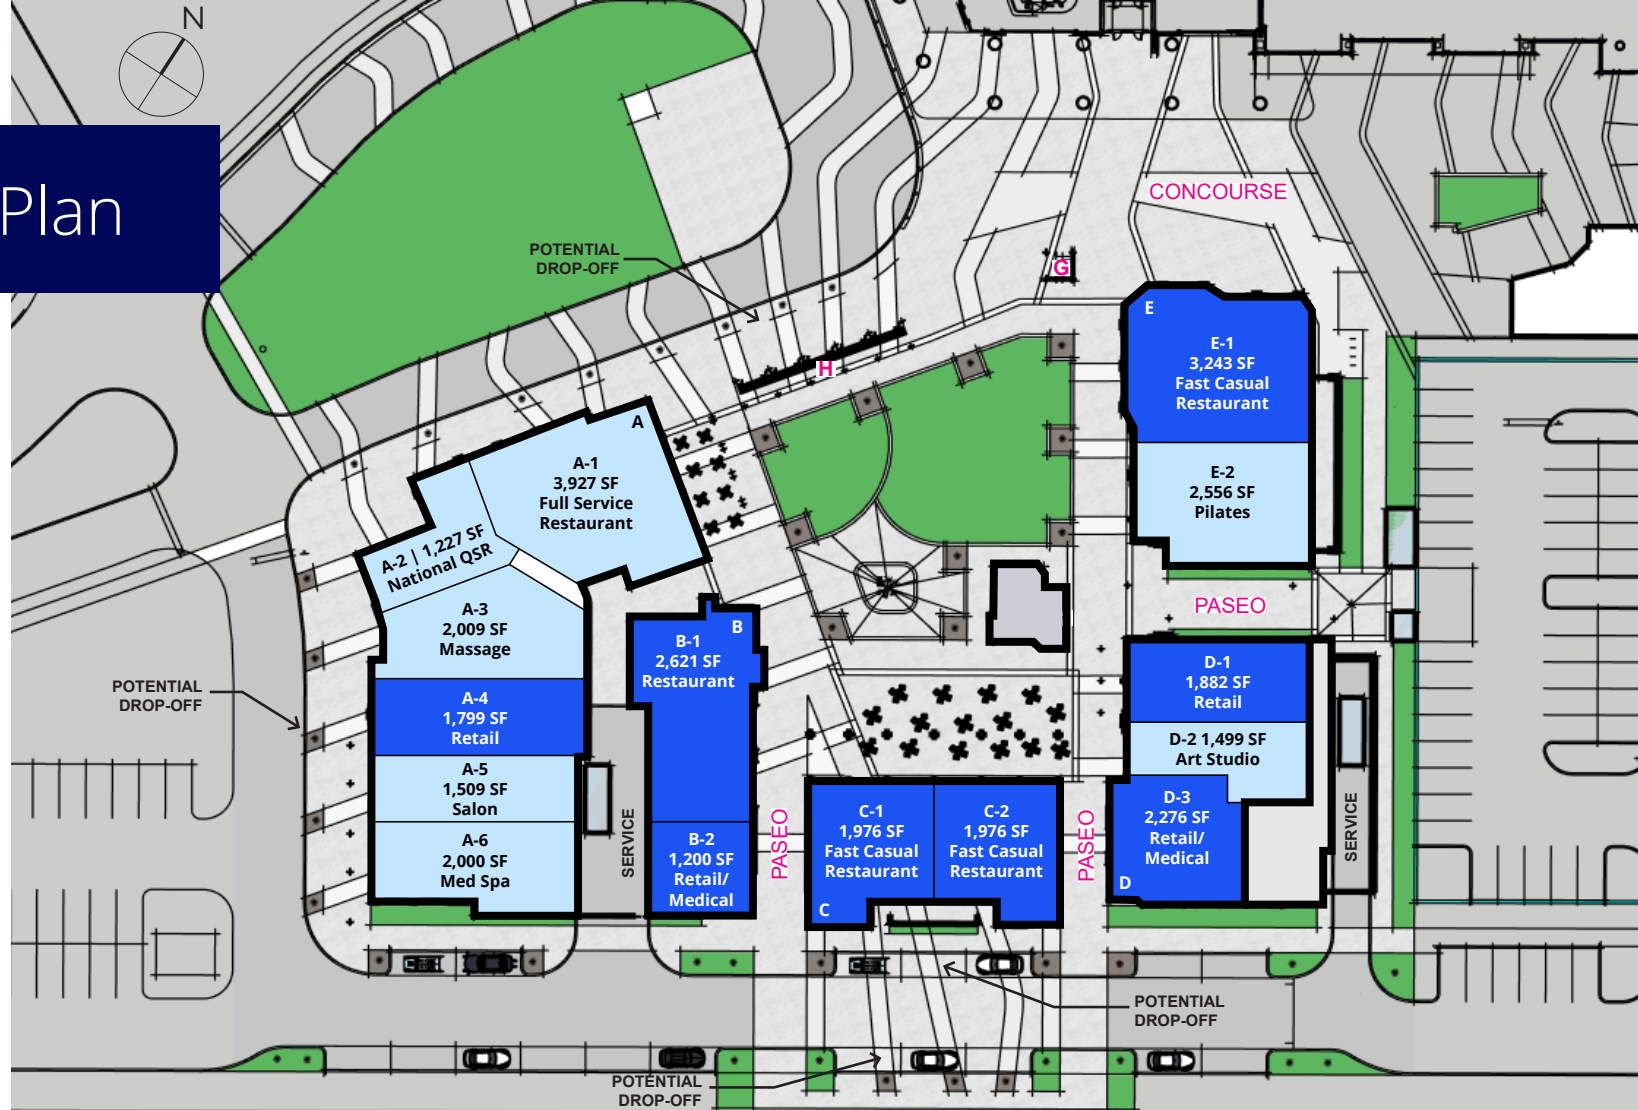 N
Plan
CONCOURSE
POTENTIAL
DROP-OFF
G
H
E
E-1
3,243 SF
Fast Casual
Restaurant
E-2
2,556 SF
Pilates
A
A-1
3,927 SF
Full Service
Restaurant
A-2 | 1,227 SF
National QSR
A-3
2,009 SF
Massage
A-4
1,799 SF
Retail
A-5
1,509 SF
Salon
A-6
2,000 SF
Med Spa
POTENTIAL
DROP-OFF
B
B-1
2,621 SF
Restaurant
B-2
1,200 SF
Retail/
Medical
SERVICE
PASEO
C-1
1,976 SF
Fast Casual
Restaurant
C
C-2
1,976 SF
Fast Casual
Restaurant
PASEO
PASEO
D-1
1,882 SF
Retail
D-2 1,499 SF
Art Studio
D-3
2,276 SF
Retail/
Medical
D
SERVICE
POTENTIAL
DROP-OFF
POTENTIAL
DROP-OFF